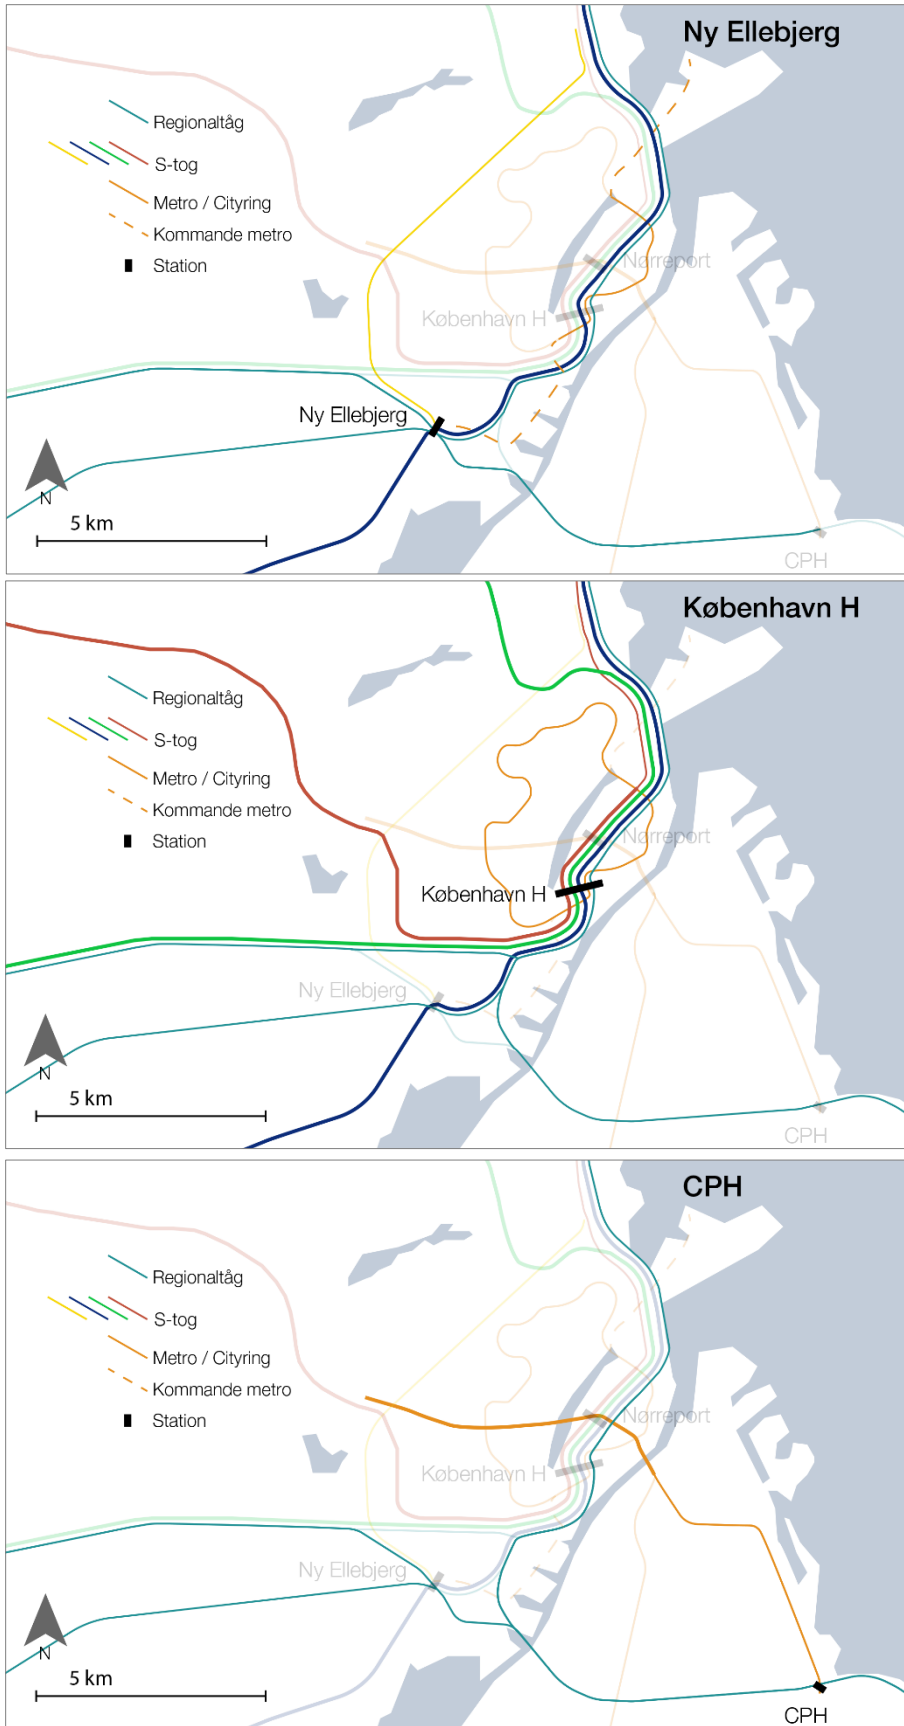 Ny Ellebjerg
Regionaltåg
S-tog
Metro / Cityring
Kommande metro
Station
Nørreport
København H
Ny Ellebjerg
N
5 km
CPH
København H
Regionaltåg
S-tog
Metro / Cityring
Kommande metro
Station
Nørreport
København H
Ny Ellebjerg
N
5 km
CPH
CPH
Regionaltåg
S-tog
Metro / Cityring
Kommande metro
Station
Nørreport
København H
Ny Ellebjerg
N
5 km
CPH